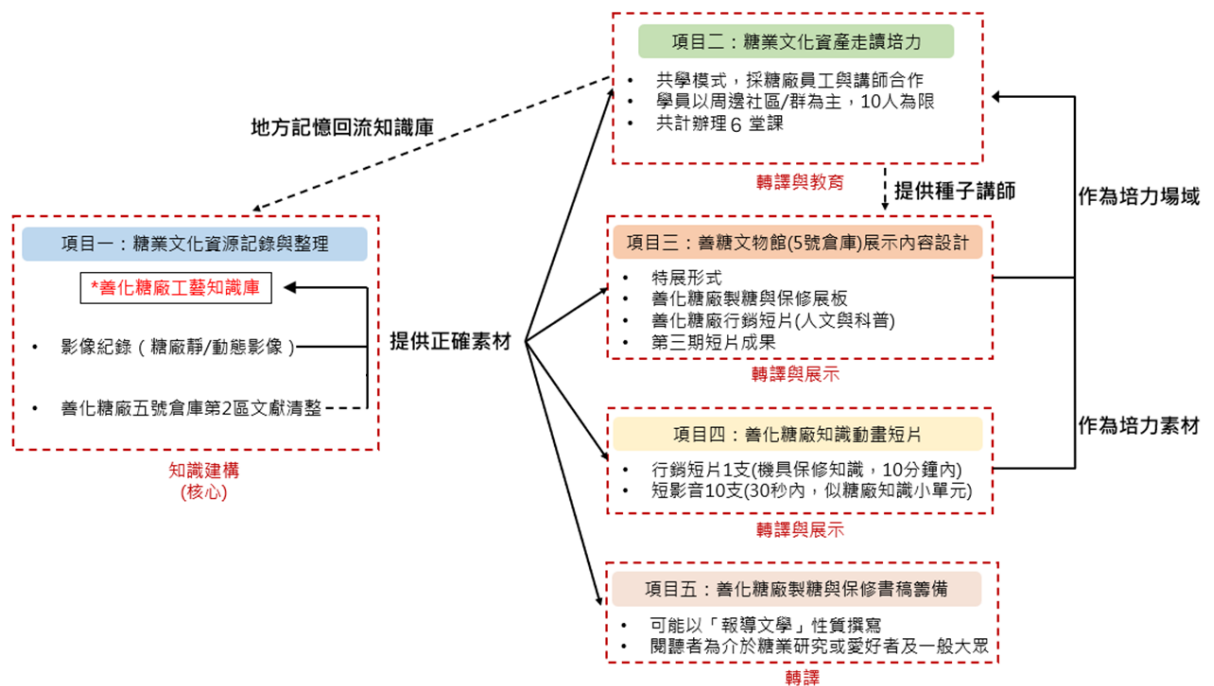 項目二：糖業文化資產走讀培力
• 共學模式，採糖廠員工與講師合作
• 學員以周邊社區/群為主，10人為限
• 共計辦理6 堂課
轉譯與教育
地方記憶回流知識庫
提供種子講師
作為培力場域
項目一：糖業文化資源記錄與整理
*善化糖廠工藝知識庫
• 影像紀錄（糖廠靜/動態影像）
• 善化糖廠五號倉庫第2區文獻清整
知識建構
(核心)
提供正確素材
項目三：善糖文物館(5號倉庫)展示內容設計
• 特展形式
• 善化糖廠製糖與保修展板
• 善化糖廠行銷短片(人文與科普)
• 第三期短片成果
轉譯與展示
作為培力素材
項目四：善化糖廠知識動畫短片
• 行銷短片1支(機具保修知識，10分鐘內)
• 短影音10支(30秒內，似糖廠知識小單元)
轉譯與展示
項目五：善化糖廠製糖與保修書稿籌備
• 可能以「報導文學」性質撰寫
• 閱聽者為介於糖業研究或愛好者及一般大眾
轉譯